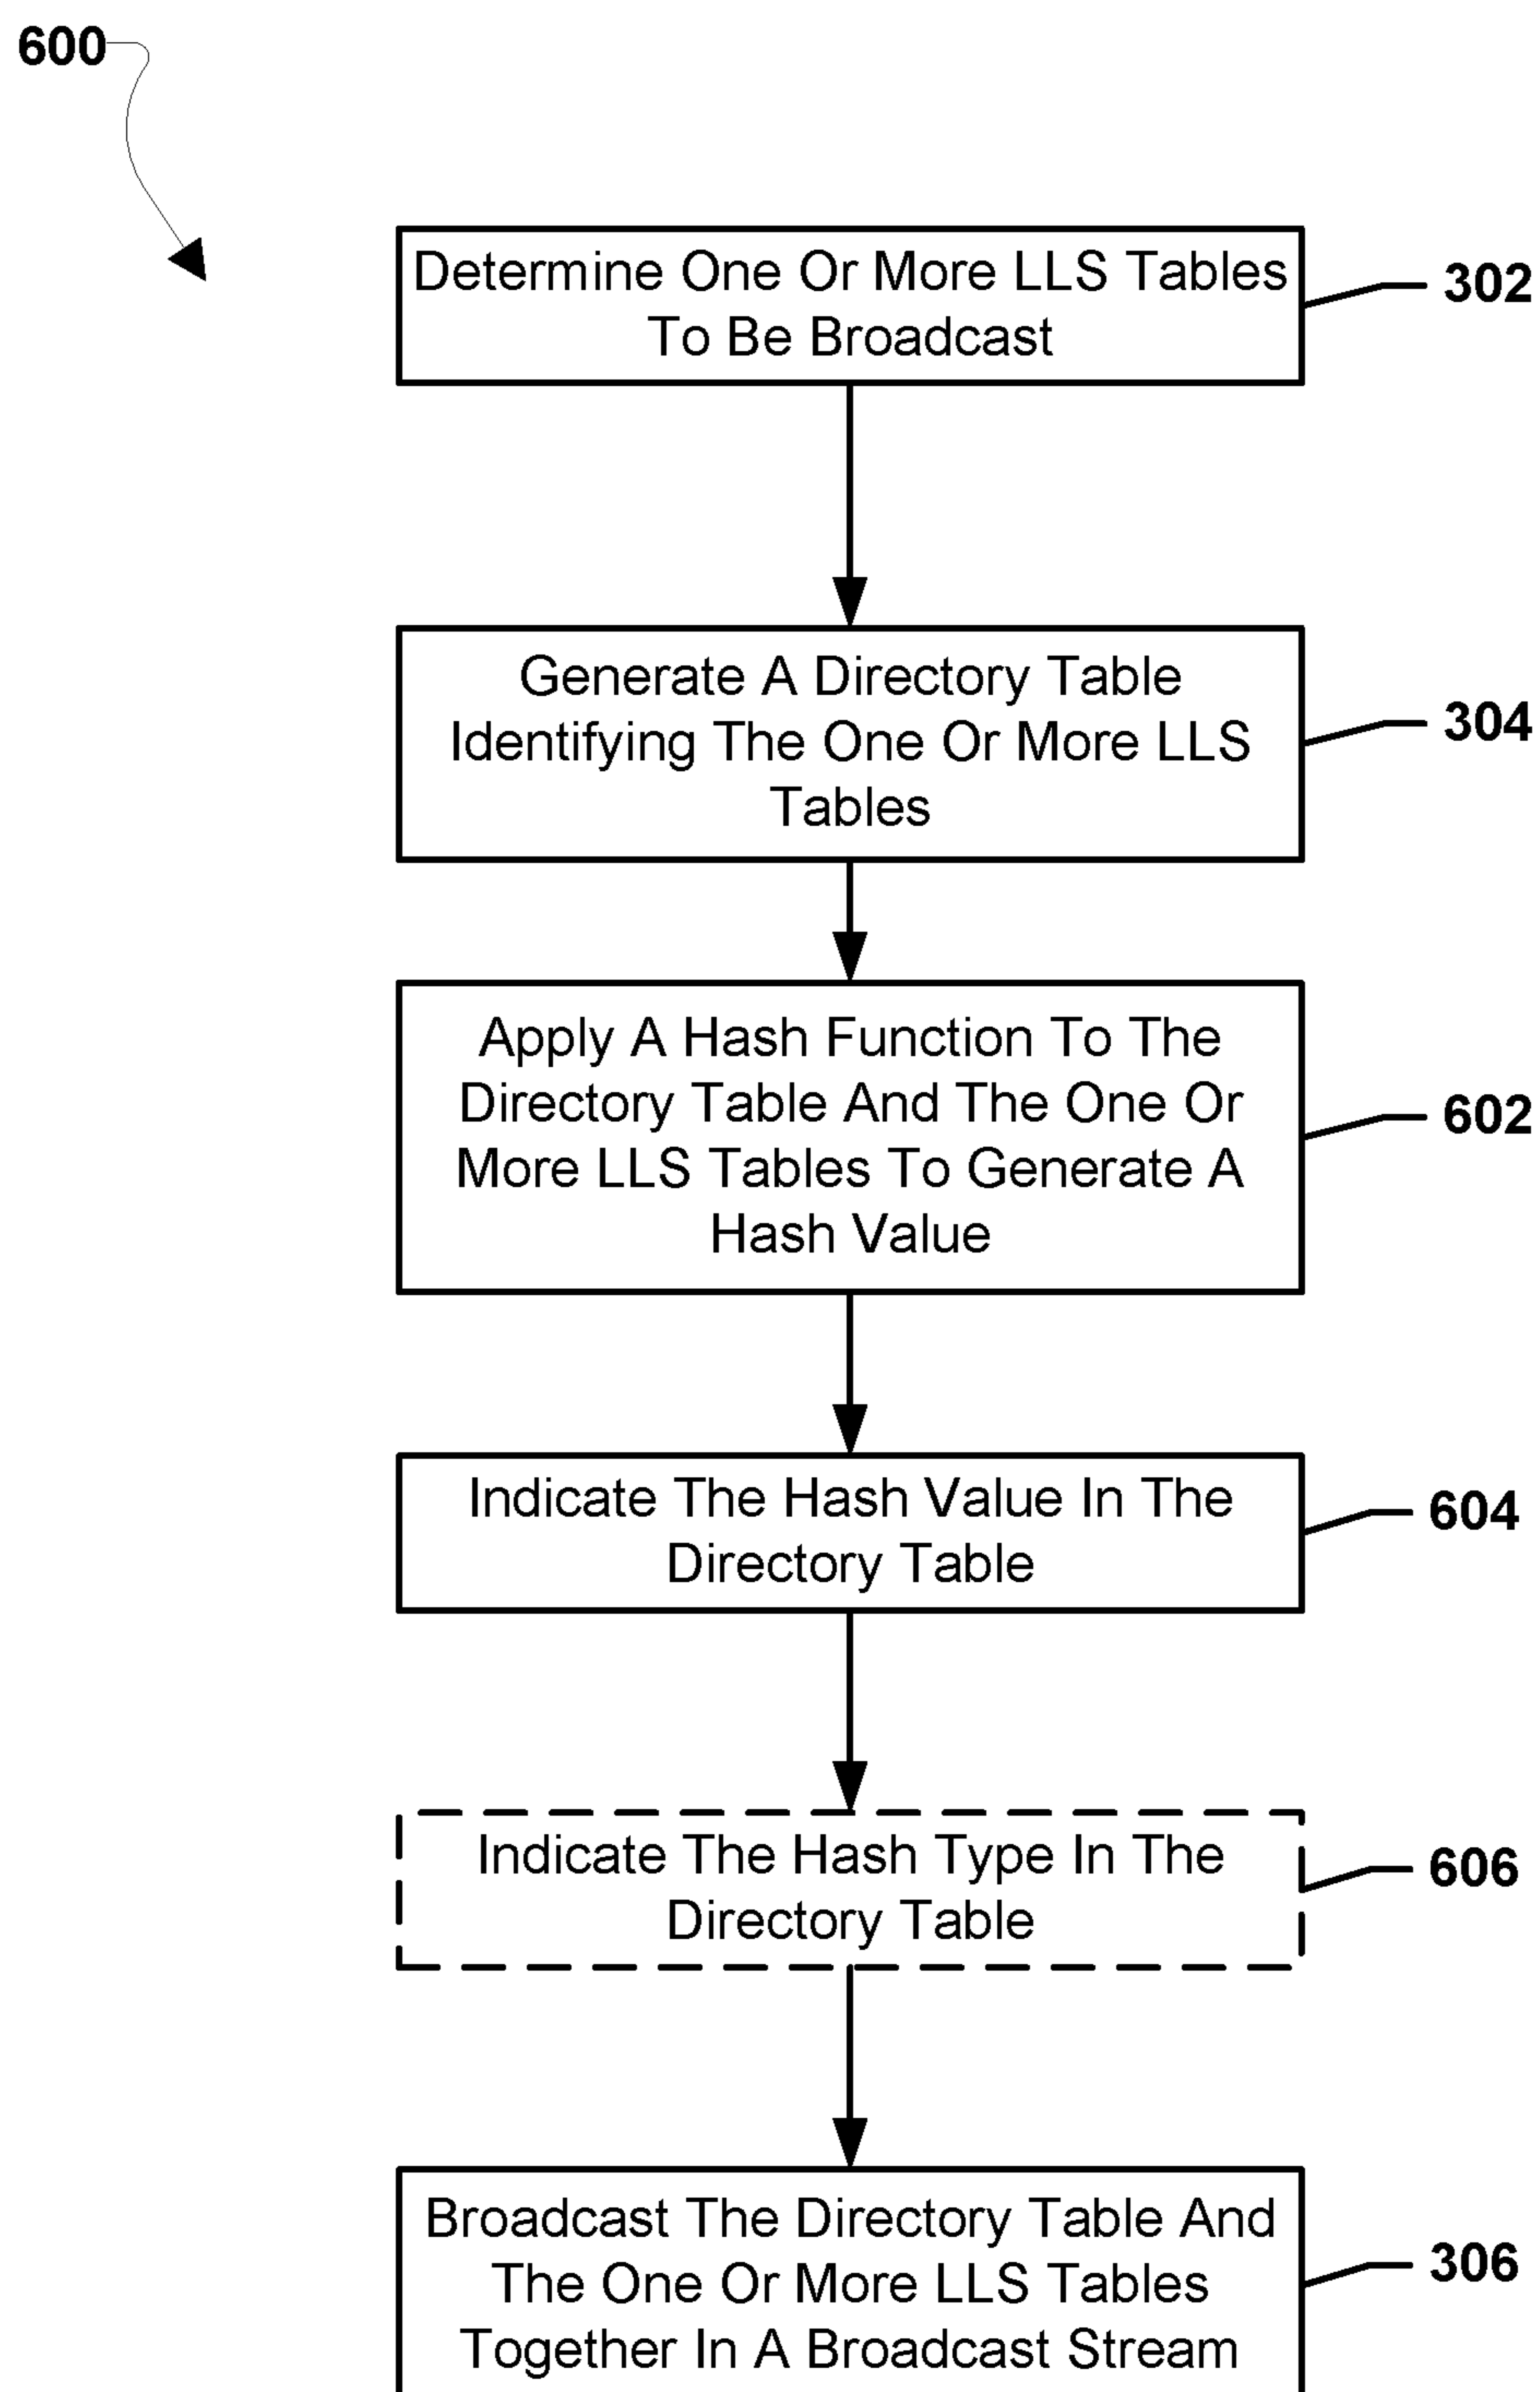 600
Determine One Or More LLS Tables
To Be Broadcast
302
Generate A Directory Table
Identifying The One Or More LLS
Tables
304
Apply A Hash Function To The
Directory Table And The One Or
More LLS Tables To Generate A
Hash Value
602
Indicate The Hash Value In The
Directory Table
604
Indicate The Hash Type In The
Directory Table
606
Broadcast The Directory Table And
The One Or More LLS Tables
Together In A Broadcast Stream
306